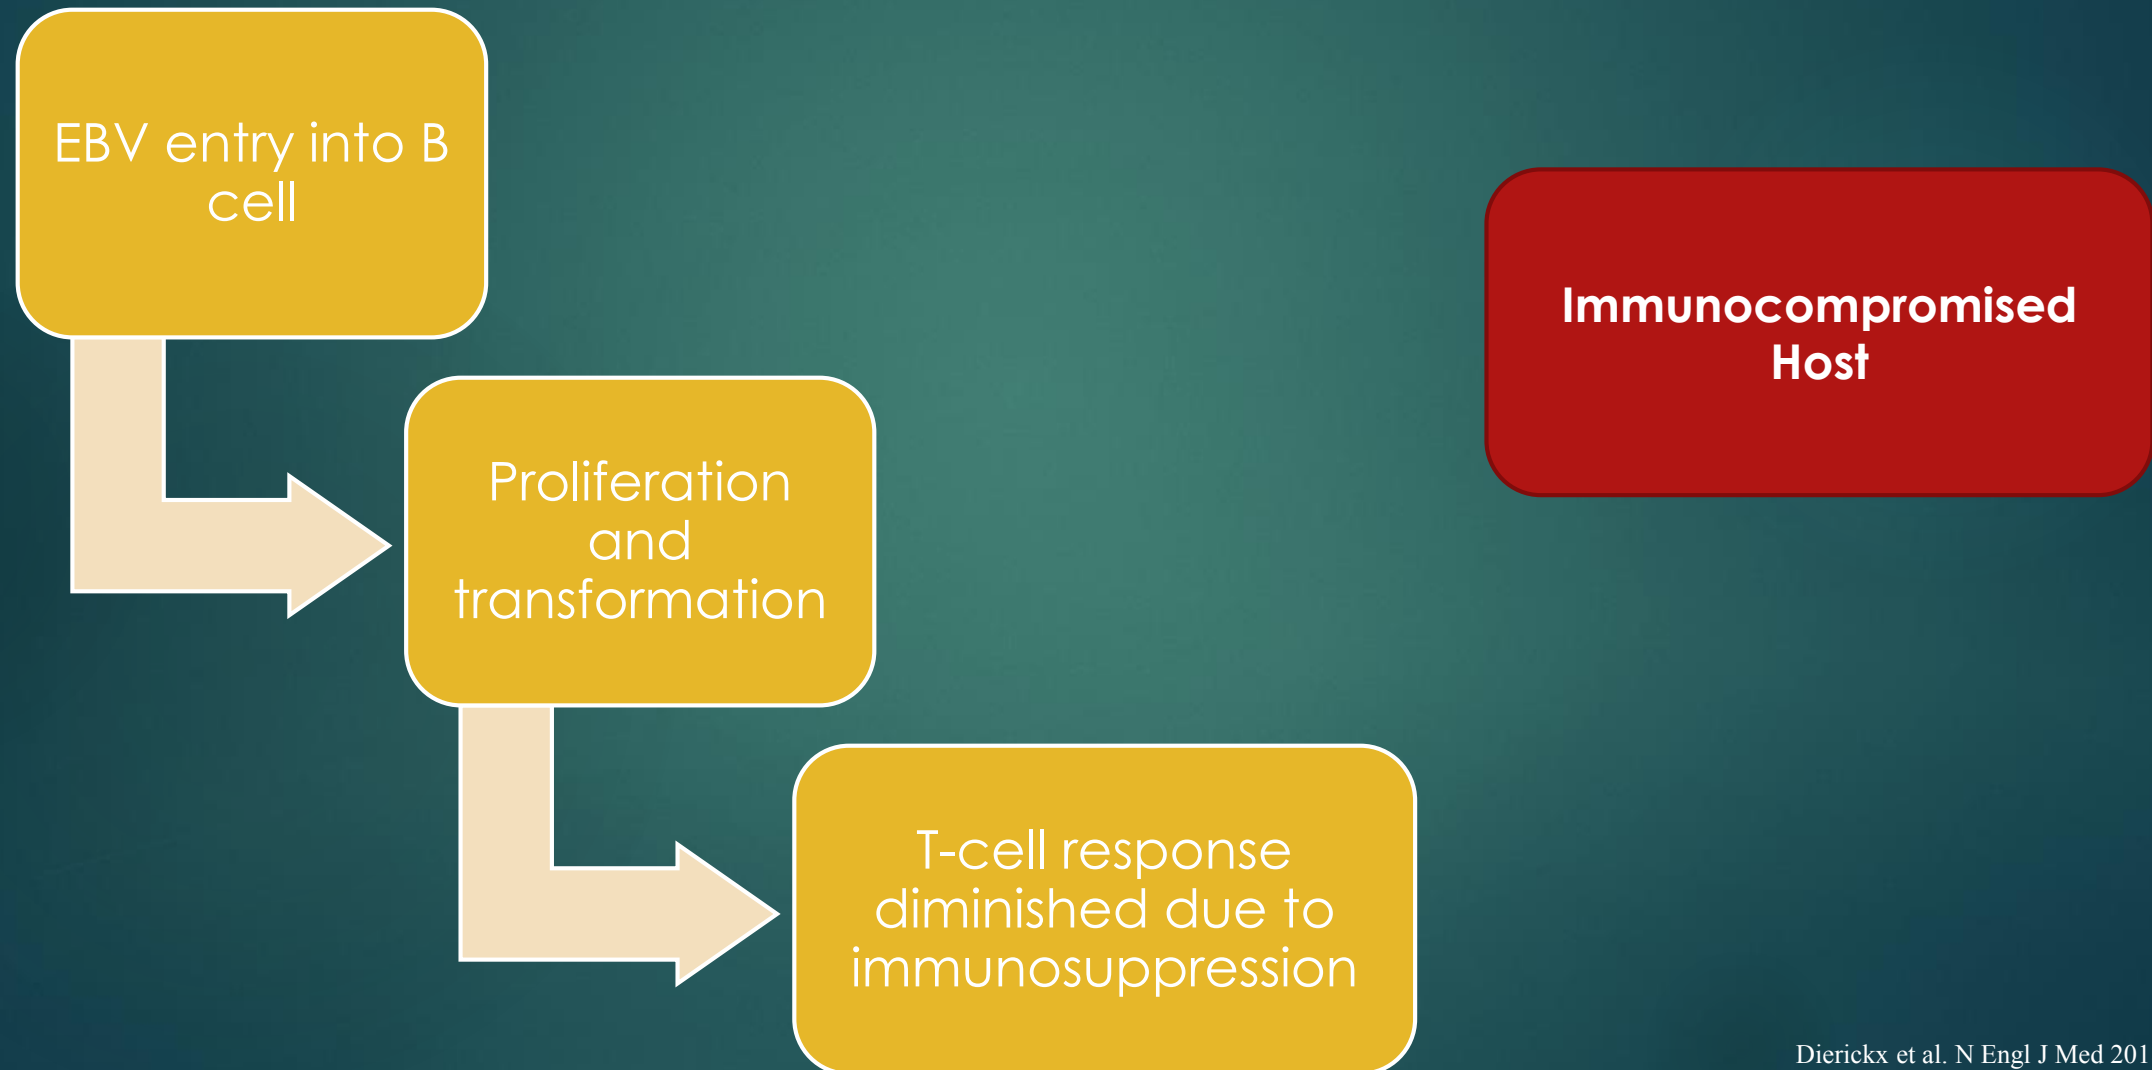 EBV entry into B
cell
Immunocompromised
Host
Proliferation
and
transformation
T-cell response
diminished due to
immunosuppression
Dierickx et al. N Engl J Med 201